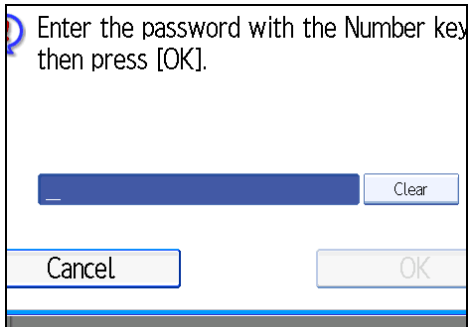 Enter the password with the Number key
then press [OK].
Clear
Cancel
OK